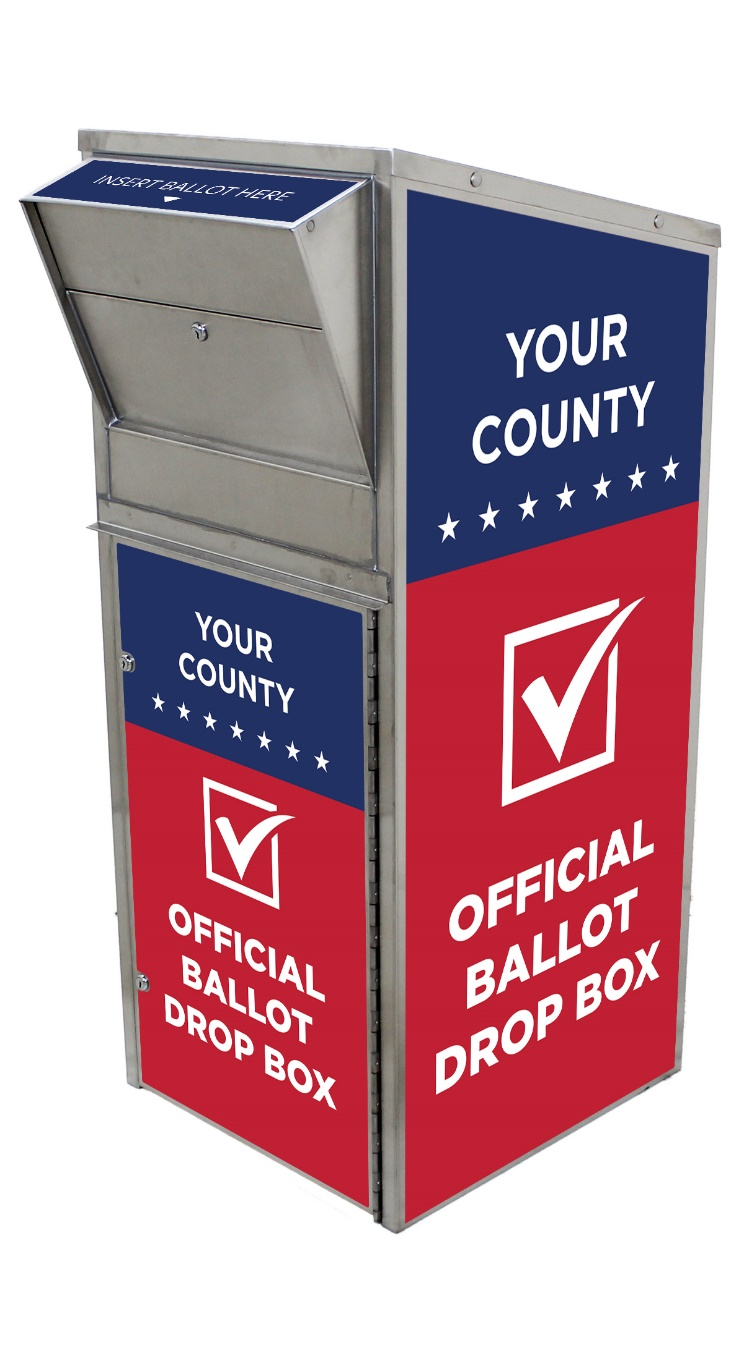 INSERT BALLOT HERE
YOUR
COUNTY
OFFICIAL
BALLOT
DROP BOX
YOUR
COUNTY
OFFICIAL
BALLOT
DROP BOX